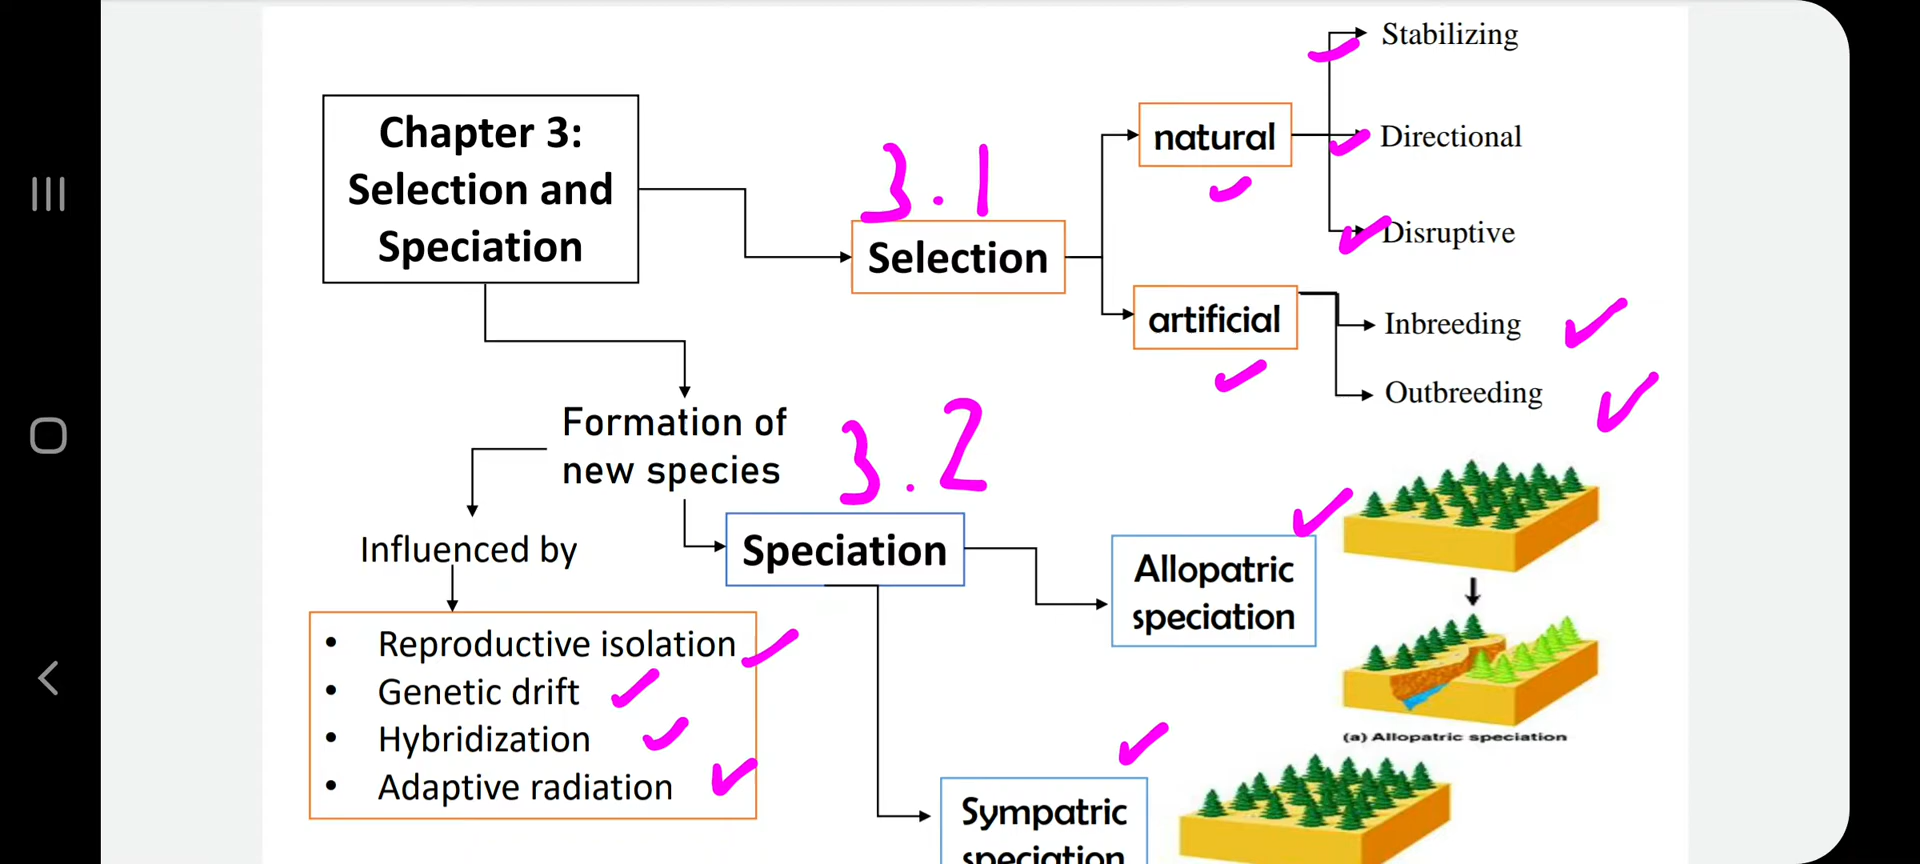 Chapter 3:
Selection and
Speciation
3.1
Selection
natural
Stabilizing
Directional
Disruptive
artificial
Inbreeding
Outbreeding
Formation of
new species
3.2
Influenced by
Speciation
Allopatric
speciation
• Reproductive isolation
• Genetic drift
• Hybridization
• Adaptive radiation
(a) Allopatric speciation
Sympatric
speciation